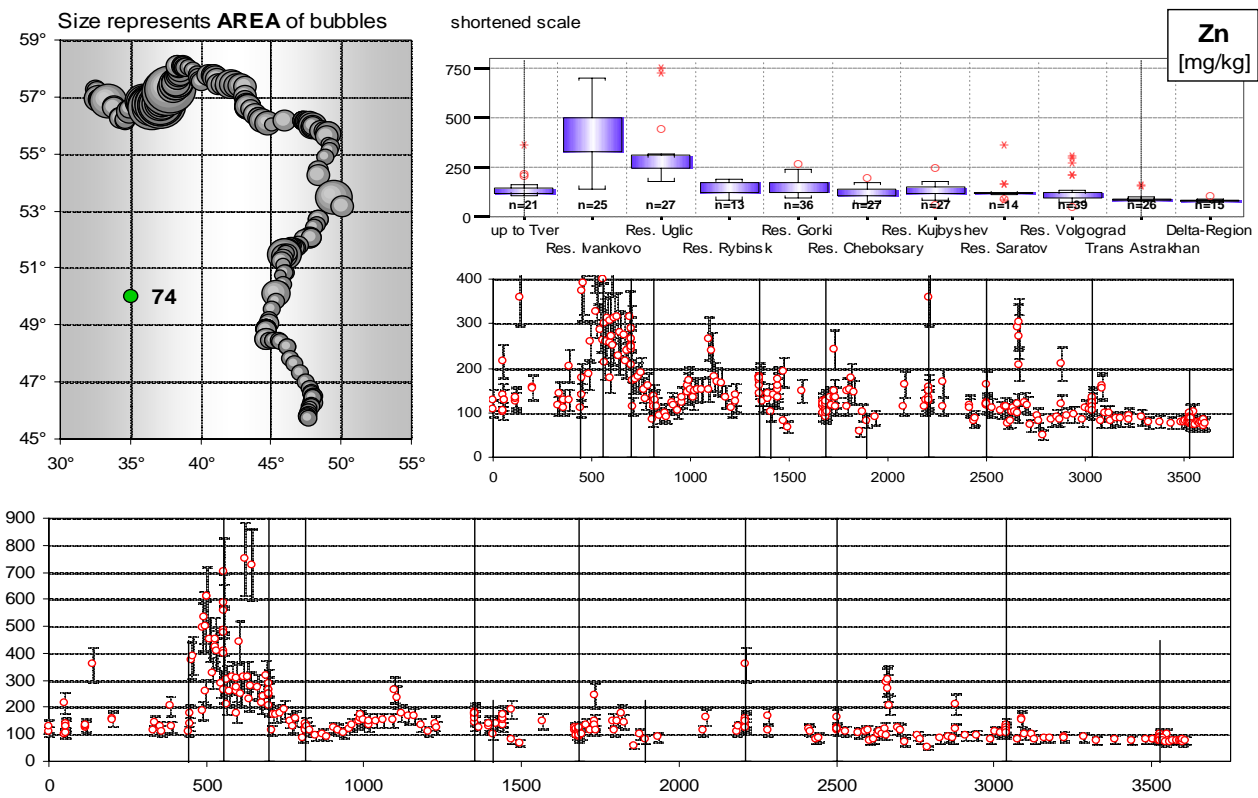 Size represents AREA of bubbles
shortened scale
Zn
[mg/kg]
59°
57°
55°
53°
51°
49°
47°
45°
30° 35° 40° 45° 50° 55°
74
750
500
250
0
n=21 n=25 n=27 n=13 n=36 n=27 n=27 n=14 n=39 n=26 n=15
up to Tver Res. Uglic Res. Gorki Res. Kujbyshev Res. Volgograd Delta-Region
Res. Ivankovo Res. Rybinsk Res. Cheboksary Res. Saratov Trans Astrakhan
400
300
200
100
0
0 500 1000 1500 2000 2500 3000 3500
900
800
700
600
500
400
300
200
100
0
0 500 1000 1500 2000 2500 3000 3500